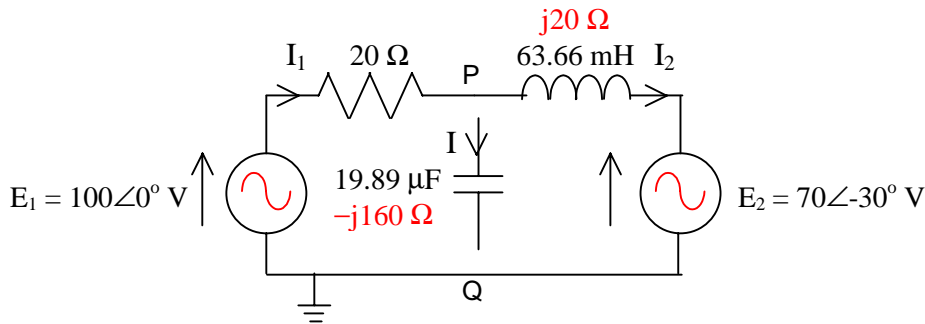 j20 Ω
I₁ 20 Ω 63.66 mH I₂
P
I
19.89 μF
−j160 Ω
E₁ = 100∠0° V
E₂ = 70∠-30° V
Q